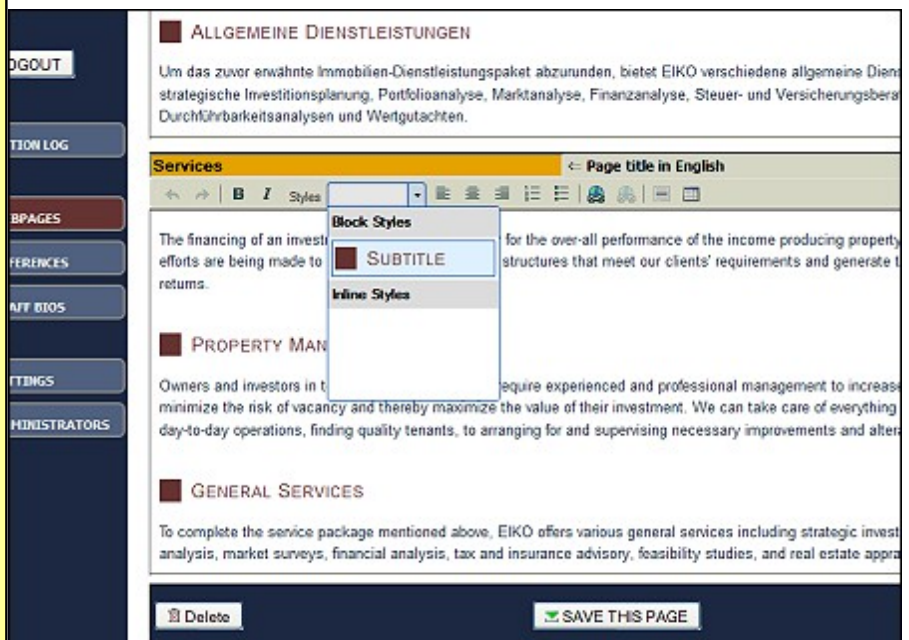 OGOUT
TION LOG
BPAGES
FERENCES
AFF BIOS
TTINGS
MINISTRATORS
ALLGEMEINE DIENSTLEISTUNGEN
Um das zuvor erwähnte Immobilien-Dienstleistungspaket abzurunden, bietet EIKO verschiedene allgemeine Dien
strategische Investitionsplanung, Portfolioanalyse, Marktanalyse, Finanzanalyse, Steuer- und Versicherungsbera
Durchführbarkeitsanalysen und Wertgutachten.
Services ← Page title in English
B I Styles
Block Styles
SUBTITLE
Inline Styles
The financing of an investi for the over-all performance of the income producing property
efforts are being made to structures that meet our clients' requirements and generate t
returns.
PROPERTY MAN
Owners and investors in t equire experienced and professional management to increase
minimize the risk of vacancy and thereby maximize the value of their investment. We can take care of everything
day-to-day operations, finding quality tenants, to arranging for and supervising necessary improvements and altera
GENERAL SERVICES
To complete the service package mentioned above, EIKO offers various general services including strategic invest
analysis, market surveys, financial analysis, tax and insurance advisory, feasibility studies, and real estate appra
Delete SAVE THIS PAGE